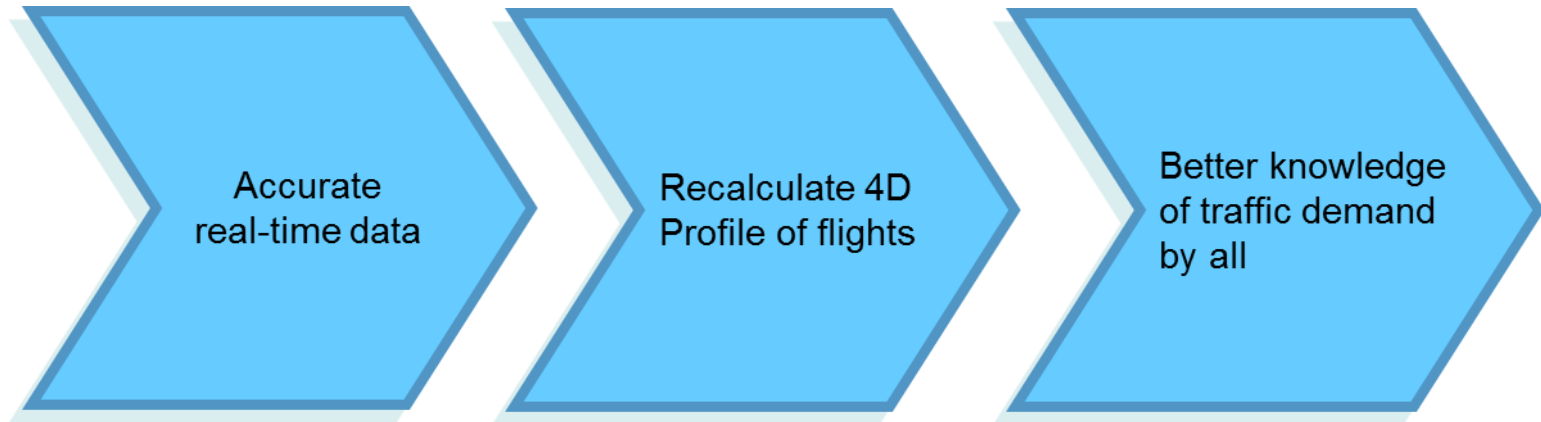 Accurate
real-time data
Recalculate 4D
Profile of flights
Better knowledge
of traffic demand
by all